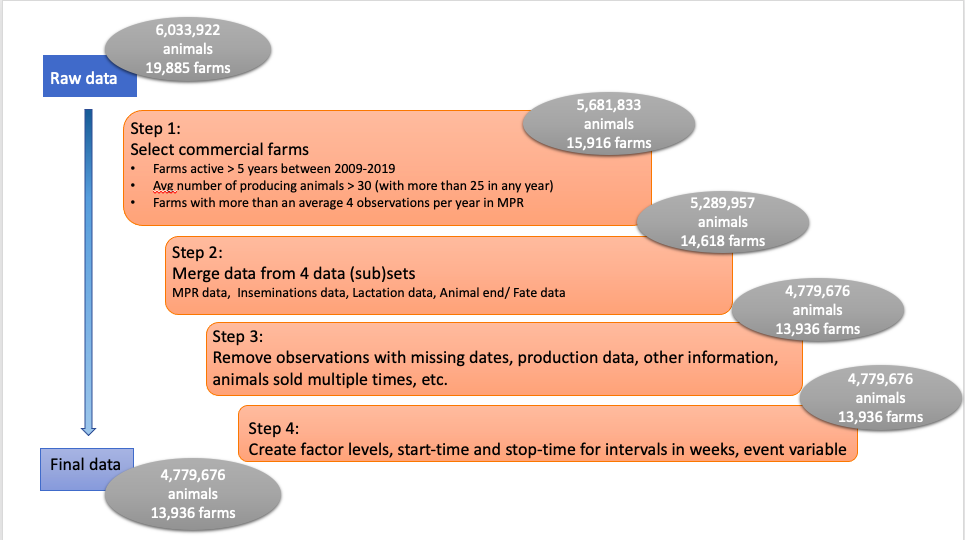 6,033,922
animals
19,885 farms
Raw data
5,681,833
animals
15,916 farms
Step 1:
Select commercial farms
• Farms active > 5 years between 2009-2019
• Avg number of producing animals > 30 (with more than 25 in any year)
• Farms with more than an average 4 observations per year in MPR
5,289,957
animals
14,618 farms
Step 2:
Merge data from 4 data (sub)sets
MPR data, Inseminations data, Lactation data, Animal end/ Fate data
4,779,676
animals
13,936 farms
Step 3:
Remove observations with missing dates, production data, other information,
animals sold multiple times, etc.
4,779,676
animals
13,936 farms
Step 4:
Create factor levels, start-time and stop-time for intervals in weeks, event variable
Final data
4,779,676
animals
13,936 farms